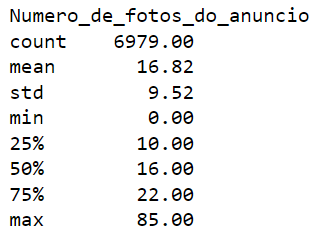 Numero_de_fotos_do_anuncio
count 6979.00
mean 16.82
std 9.52
min 0.00
25% 10.00
50% 16.00
75% 22.00
max 85.00